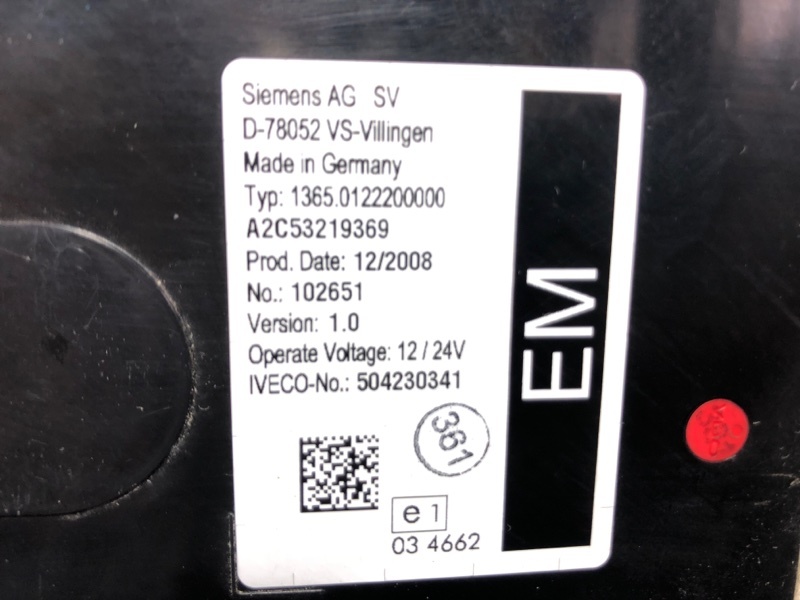 Siemens AG SV
D-78052 VS-Villingen
Made in Germany
Typ: 1365.0122200000
A2C53219369
Prod. Date: 12/2008
No.: 102651
Version: 1.0
Operate Voltage: 12 / 24V
IVECO-No.: 504230341
361
e1
03 4662
EM